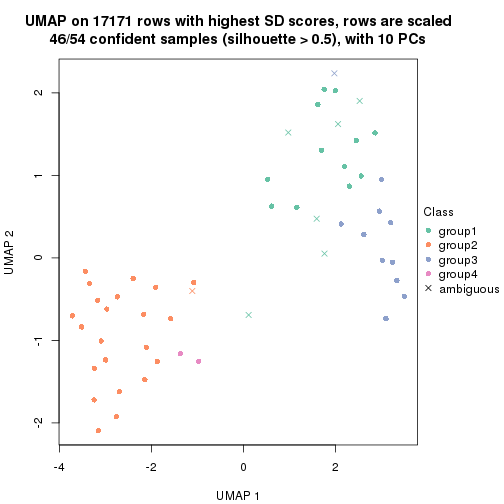 UMAP on 17171 rows with highest SD scores, rows are scaled
46/54 confident samples (silhouette > 0.5), with 10 PCs
2
1
0
-1
-2
UMAP 2
-4
-2
0
2
UMAP 1
Class
group1
group2
group3
group4
ambiguous